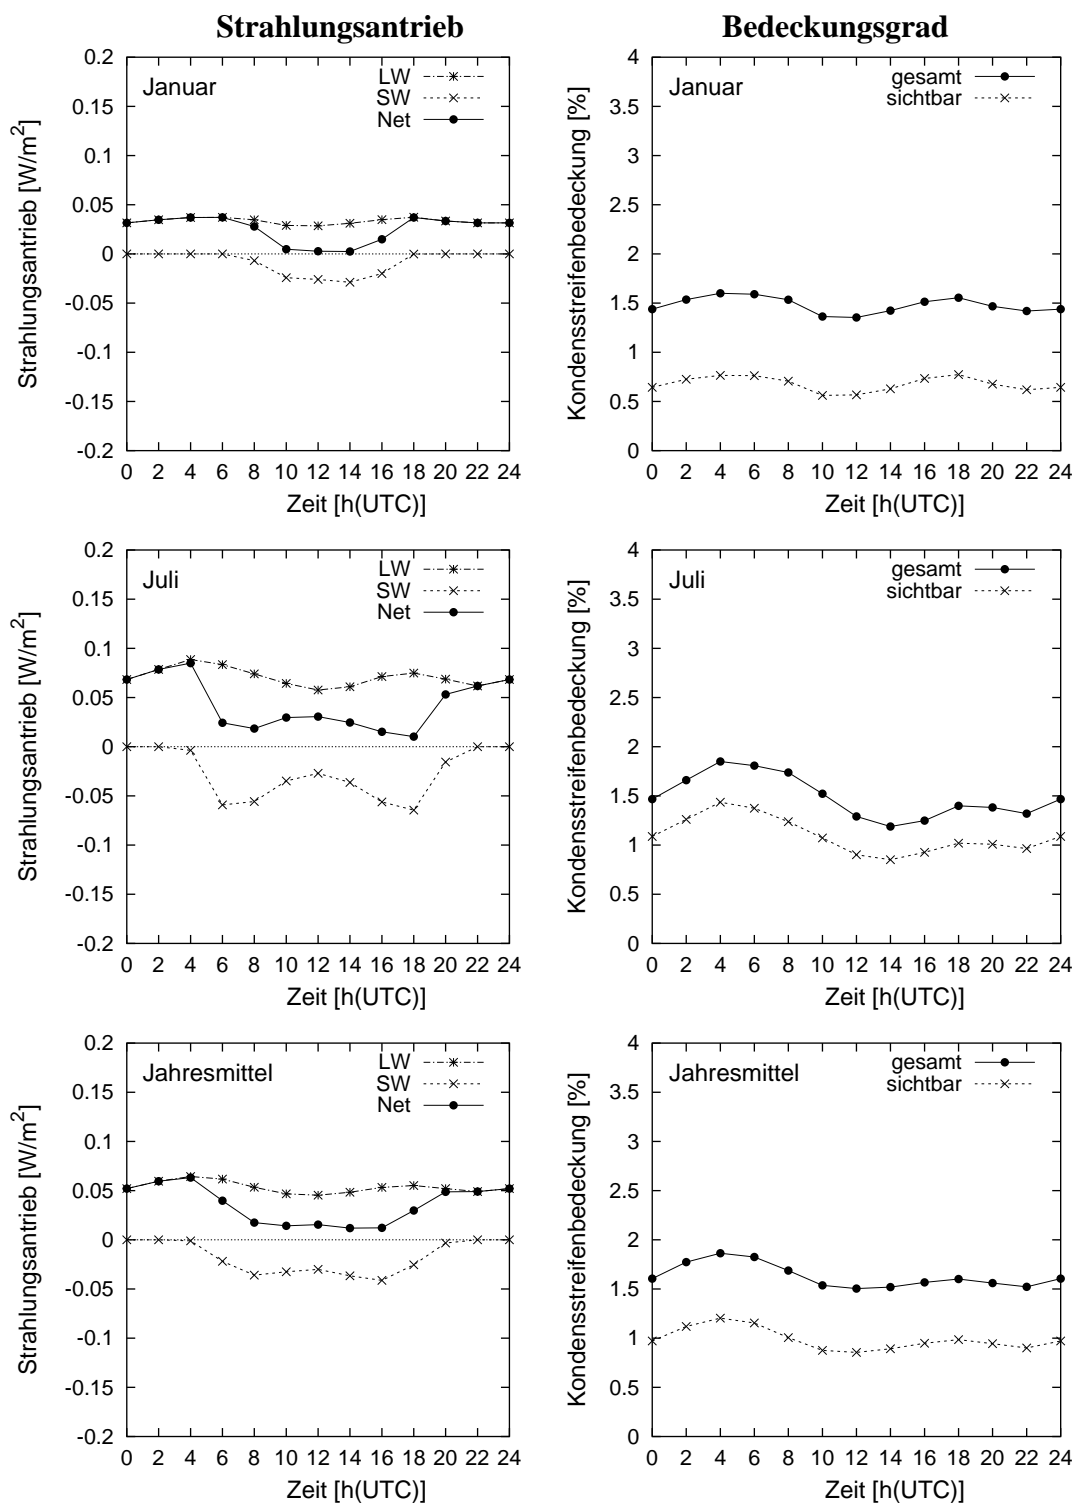 Strahlungsantrieb
Bedeckungsgrad
Januar
LW
SW
Net
Strahlungsantrieb [W/m²]
0.2
0.15
0.1
0.05
0
-0.05
-0.1
-0.15
-0.2
0 2 4 6 8 10 12 14 16 18 20 22 24
Zeit [h(UTC)]
Januar
gesamt
sichtbar
Kondensstreifenbedeckung [%]
4
3.5
3
2.5
2
1.5
1
0.5
0
0 2 4 6 8 10 12 14 16 18 20 22 24
Zeit [h(UTC)]
Juli
LW
SW
Net
Strahlungsantrieb [W/m²]
0.2
0.15
0.1
0.05
0
-0.05
-0.1
-0.15
-0.2
0 2 4 6 8 10 12 14 16 18 20 22 24
Zeit [h(UTC)]
Juli
gesamt
sichtbar
Kondensstreifenbedeckung [%]
4
3.5
3
2.5
2
1.5
1
0.5
0
0 2 4 6 8 10 12 14 16 18 20 22 24
Zeit [h(UTC)]
Jahresmittel
LW
SW
Net
Strahlungsantrieb [W/m²]
0.2
0.15
0.1
0.05
0
-0.05
-0.1
-0.15
-0.2
0 2 4 6 8 10 12 14 16 18 20 22 24
Zeit [h(UTC)]
Jahresmittel
gesamt
sichtbar
Kondensstreifenbedeckung [%]
4
3.5
3
2.5
2
1.5
1
0.5
0
0 2 4 6 8 10 12 14 16 18 20 22 24
Zeit [h(UTC)]